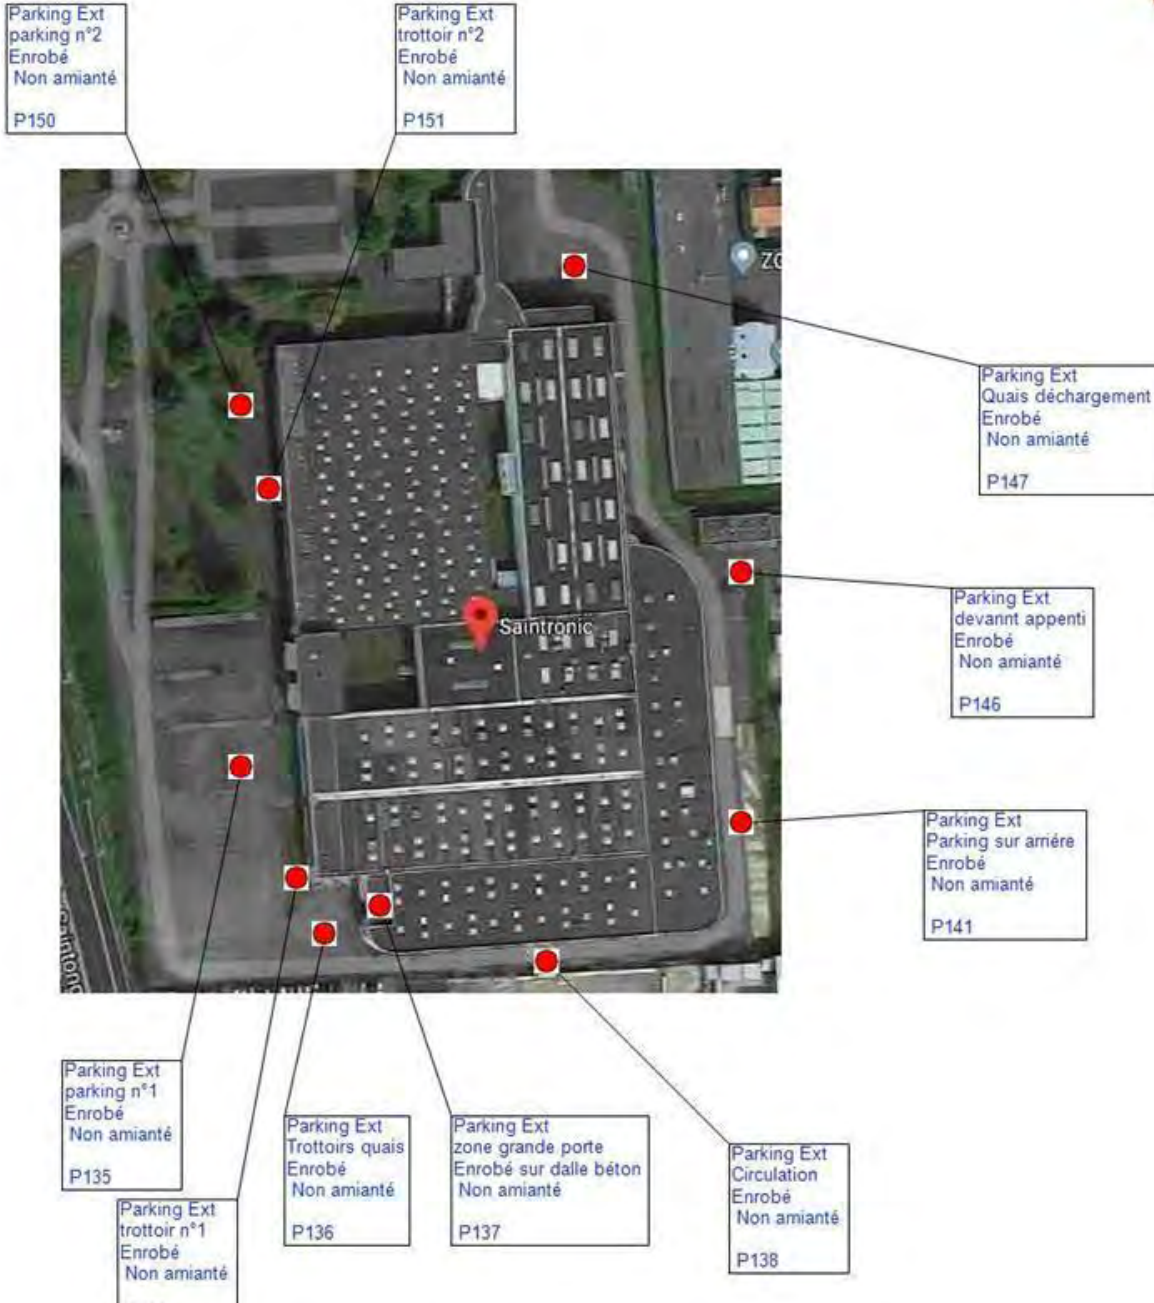 Parking Ext
parking n°2
Enrobé
Non amianté
P150
Parking Ext
trottoir n°2
Enrobé
Non amianté
P151
Parking Ext
Quais déchargement
Enrobé
Non amianté
P147
Saintronic
Parking Ext
devannt appenti
Enrobé
Non amianté
P146
Parking Ext
Parking sur arriére
Enrobé
Non amianté
P141
Parking Ext
parking n°1
Enrobé
Non amianté
P135
Parking Ext
trottoir n°1
Enrobé
Non amianté
Parking Ext
Trottoirs quais
Enrobé
Non amianté
P136
Parking Ext
zone grande porte
Enrobé sur dalle béton
Non amianté
P137
Parking Ext
Circulation
Enrobé
Non amianté
P138